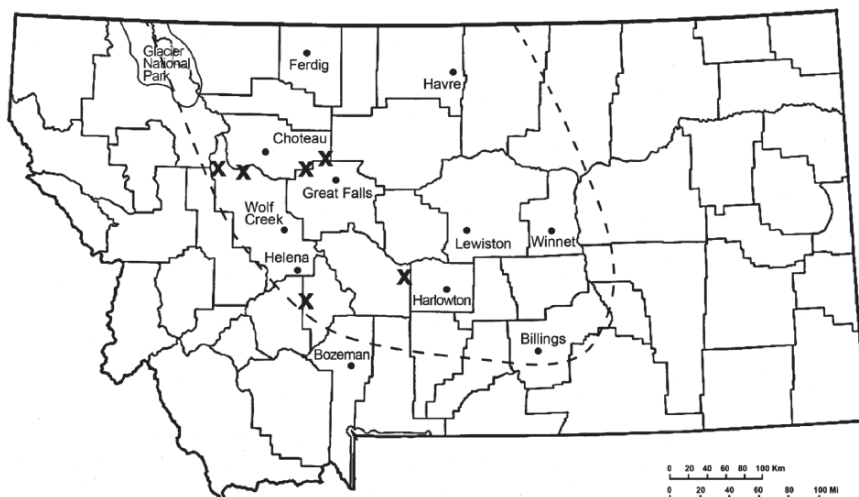 Glacier
National
Park
Ferdig
Havre
Choteau
X
X
X
X
Great Falls
Wolf
Creek
Lewiston
Winnet
Helena
X
Harlowton
X
Billings
Bozeman
0 20 40 60 80 100 Km
0 20 40 60 80 100 Mi